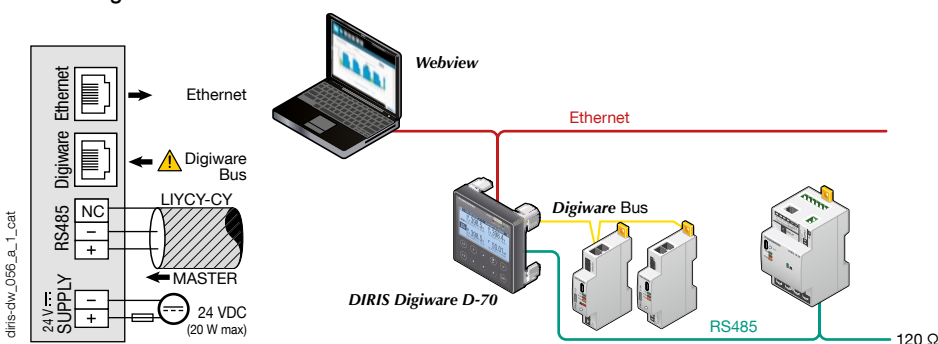 Ethernet
Ethernet
Digiware
Digiware
Bus
RS485
NC
–
+
LIYCY-CY
MASTER
24 V
SUPPLY
–
+
24 VDC
(20 W max)
diris-dw_056_a_1_cat
Webview
Ethernet
Digiware Bus
DIRIS Digiware D-70
RS485
120 Ω